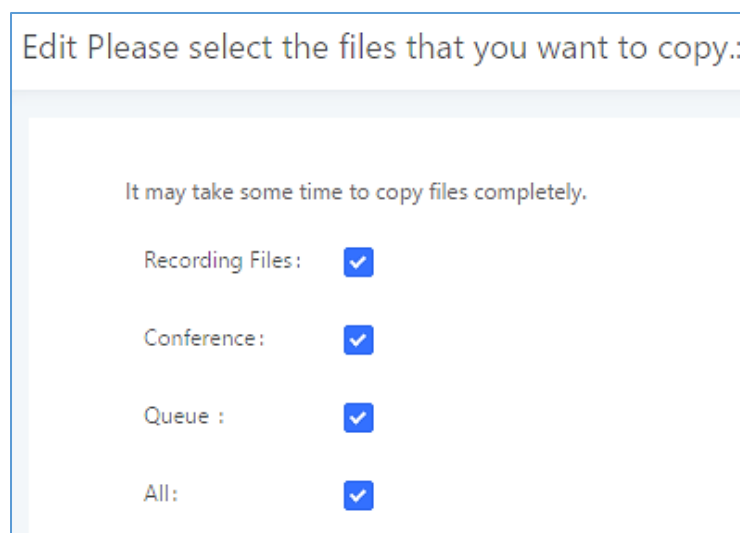 Edit Please select the files that you want to copy.:
It may take some time to copy files completely.
Recording Files:
Conference:
Queue :
All: